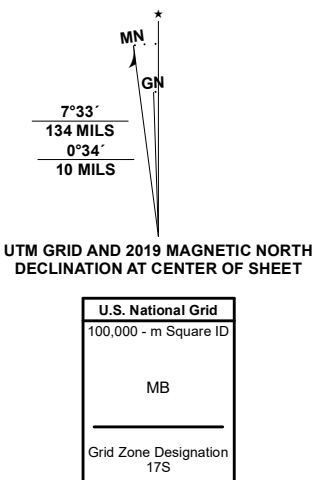 MN
GN
7°33´
134 MILS
0°34´
10 MILS
UTM GRID AND 2019 MAGNETIC NORTH
DECLINATION AT CENTER OF SHEET
U.S. National Grid
100,000 - m Square ID
MB
Grid Zone Designation
17S